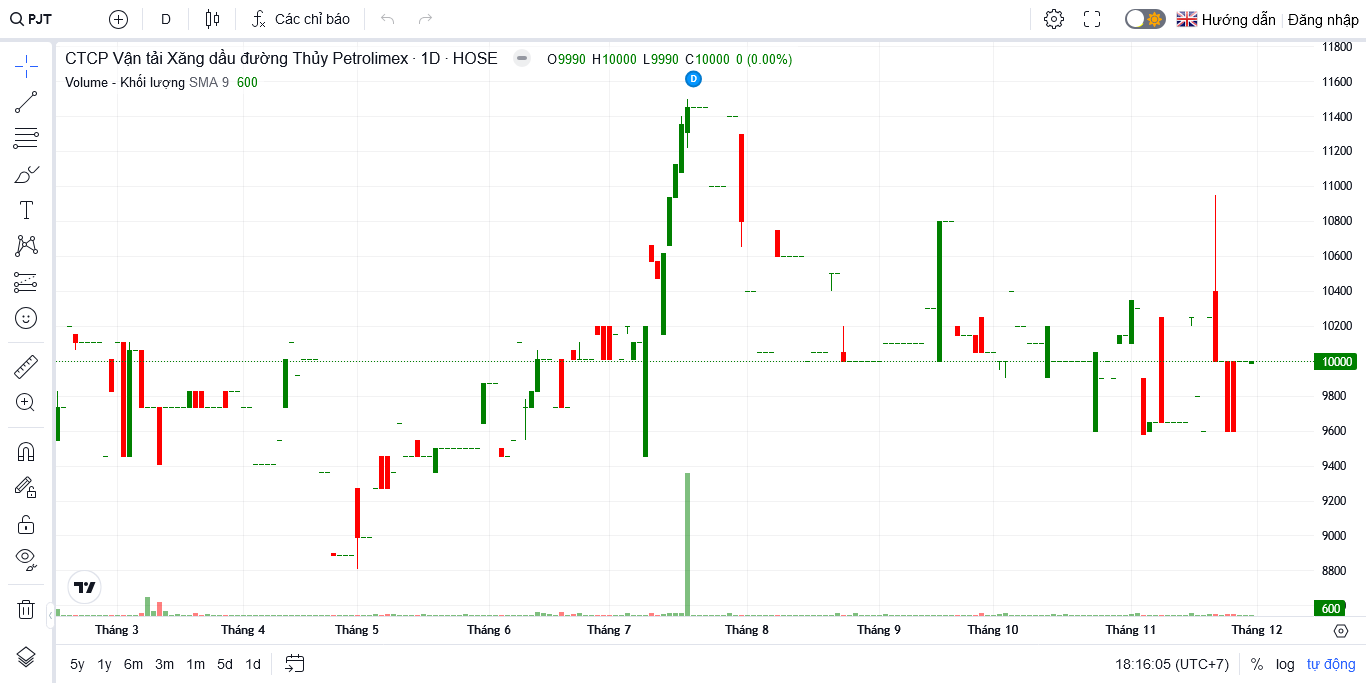 PJT D Các chỉ báo Hướng dẫn Đăng nhập
CTCP Vận tải Xăng dầu đường Thủy Petrolimex · 1D · HOSE O9990 H10000 L9990 C10000 0 (0.00%)
Volume - Khối lượng SMA 9 600
D
11800
11600
11400
11200
11000
10800
10600
10400
10200
10000
9800
9600
9400
9200
9000
8800
600
Tháng 3 Tháng 4 Tháng 5 Tháng 6 Tháng 7 Tháng 8 Tháng 9 Tháng 10 Tháng 11 Tháng 12
5y 1y 6m 3m 1m 5d 1d 18:16:05 (UTC+7) % log tự động